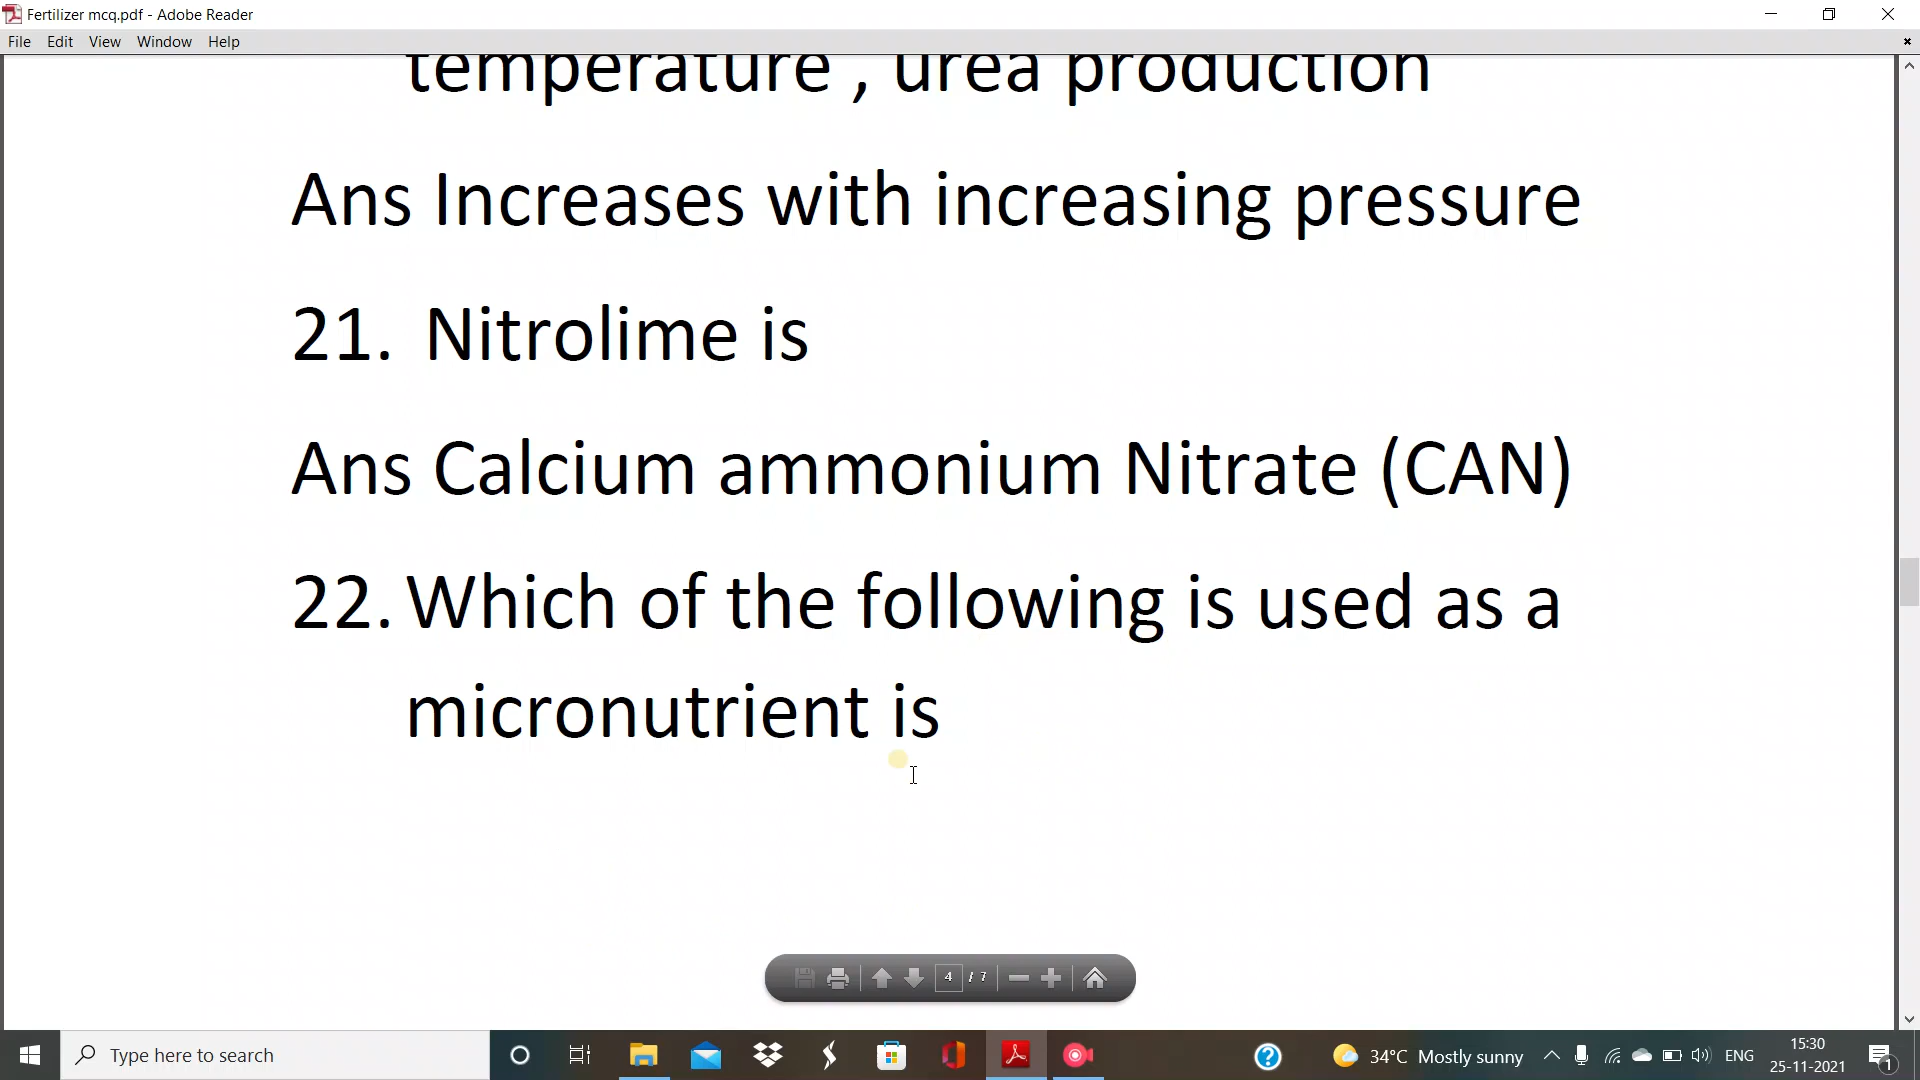 Fertilizer mcq.pdf - Adobe Reader
File Edit View Window Help
temperature , urea production
Ans Increases with increasing pressure
21. Nitrolime is
Ans Calcium ammonium Nitrate (CAN)
22. Which of the following is used as a
micronutrient is
4 / 7
Type here to search
34°C Mostly sunny
ENG
15:30
25-11-2021
1